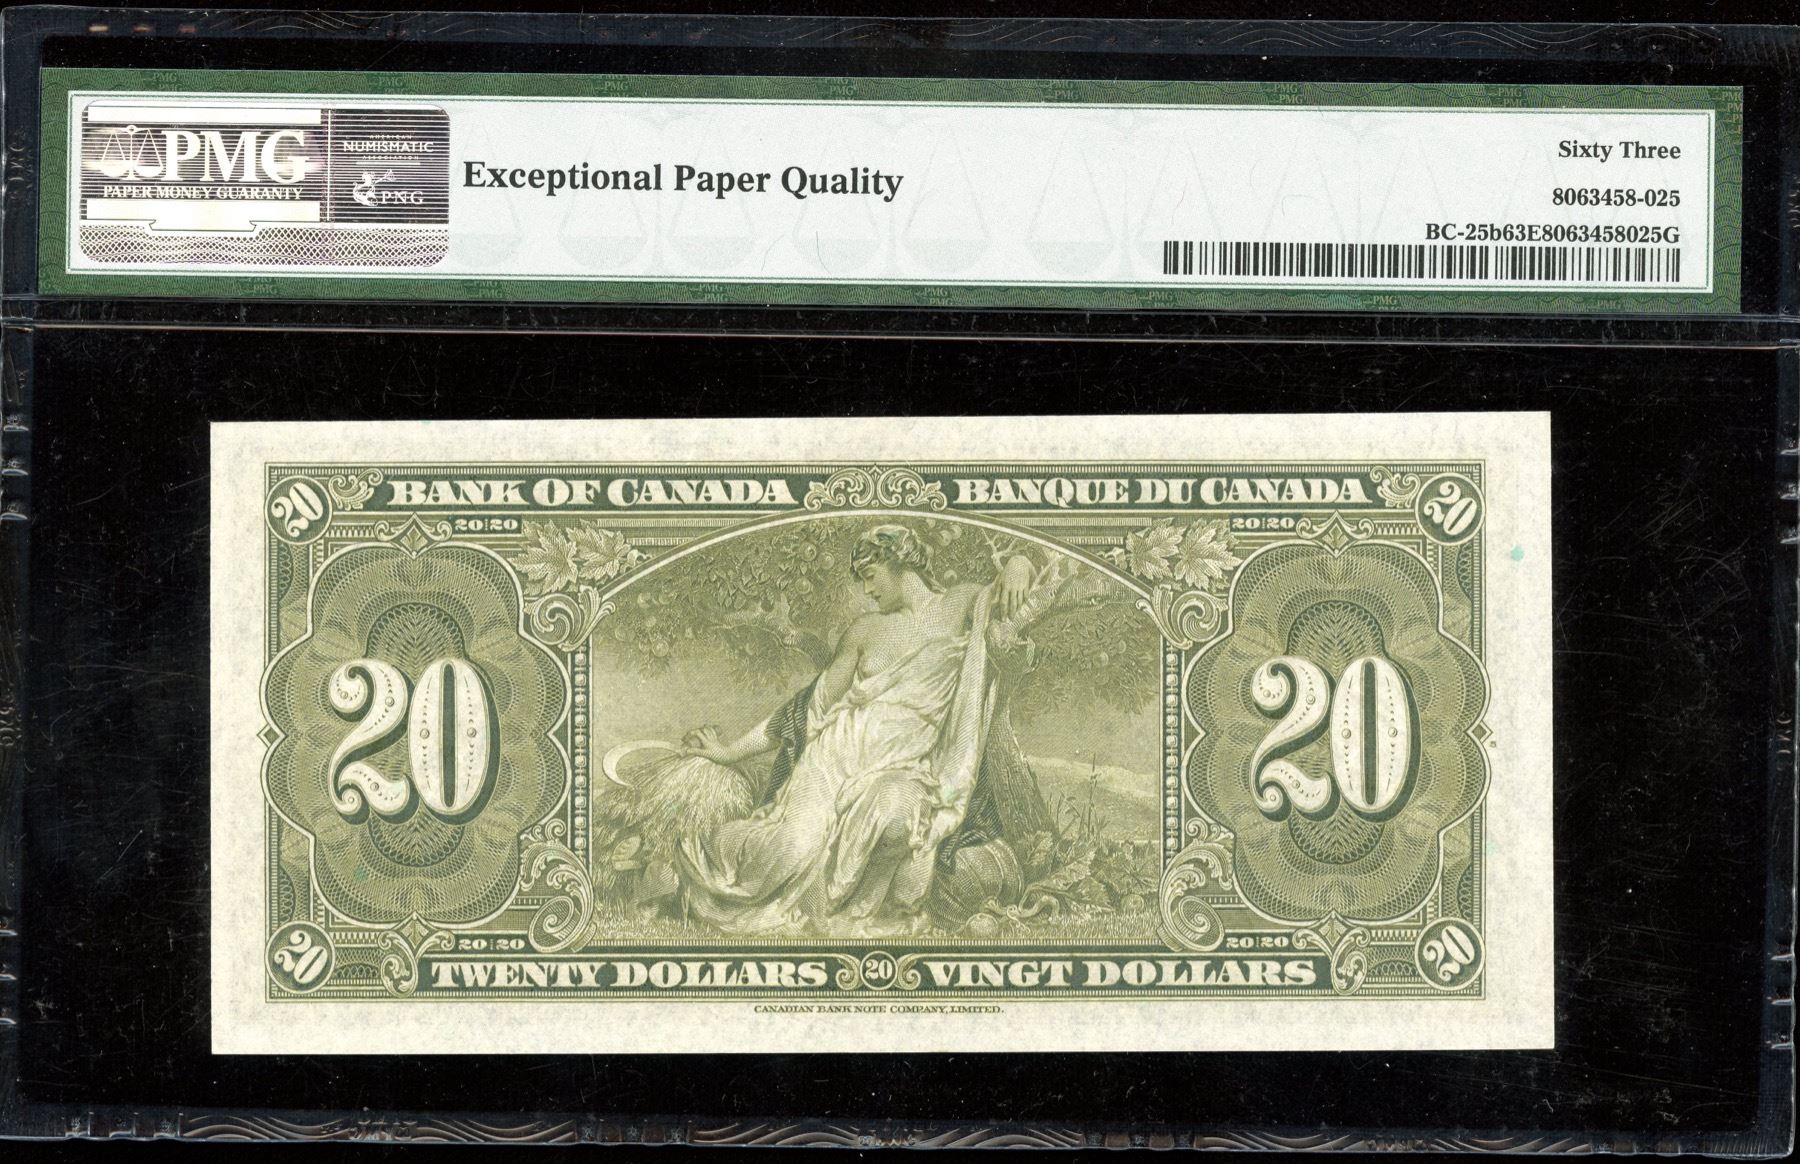 PMG
PAPER MONEY GUARANTY
AMERICAN
NUMISMATIC
ASSOCIATION
PNG
Exceptional Paper Quality
Sixty Three
8063458-025
BC-25b63E8063458025G
20 BANK OF CANADA BANQUE DU CANADA 20
20 20 20 20
20 20
20 20 20 20
20 TWENTY DOLLARS 20 VINGT DOLLARS 20
CANADIAN BANK NOTE COMPANY, LIMITED.